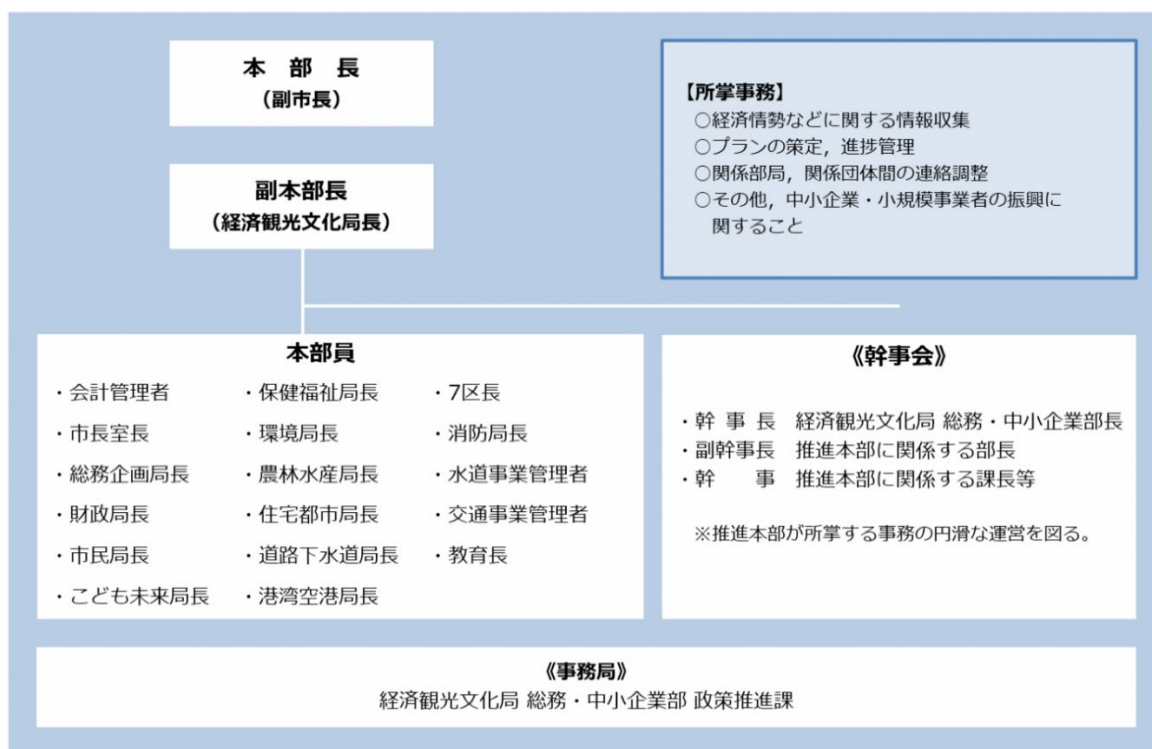 本 部 長
(副市長)
【所掌事務】
○経済情勢などに関する情報収集
○プランの策定，進捗管理
○関係部局，関係団体間の連絡調整
○その他，中小企業・小規模事業者の振興に
関すること
副本部長
(経済観光文化局長)
本部員
・会計管理者
・市長室長
・総務企画局長
・財政局長
・市民局長
・こども未来局長
・保健福祉局長
・環境局長
・農林水産局長
・住宅都市局長
・道路下水道局長
・港湾空港局長
・7区長
・消防局長
・水道事業管理者
・交通事業管理者
・教育長
《幹事会》
・幹 事 長 経済観光文化局 総務・中小企業部長
・副幹事長 推進本部に関係する部長
・幹 事 推進本部に関係する課長等
※推進本部が所掌する事務の円滑な運営を図る。
《事務局》
経済観光文化局 総務・中小企業部 政策推進課